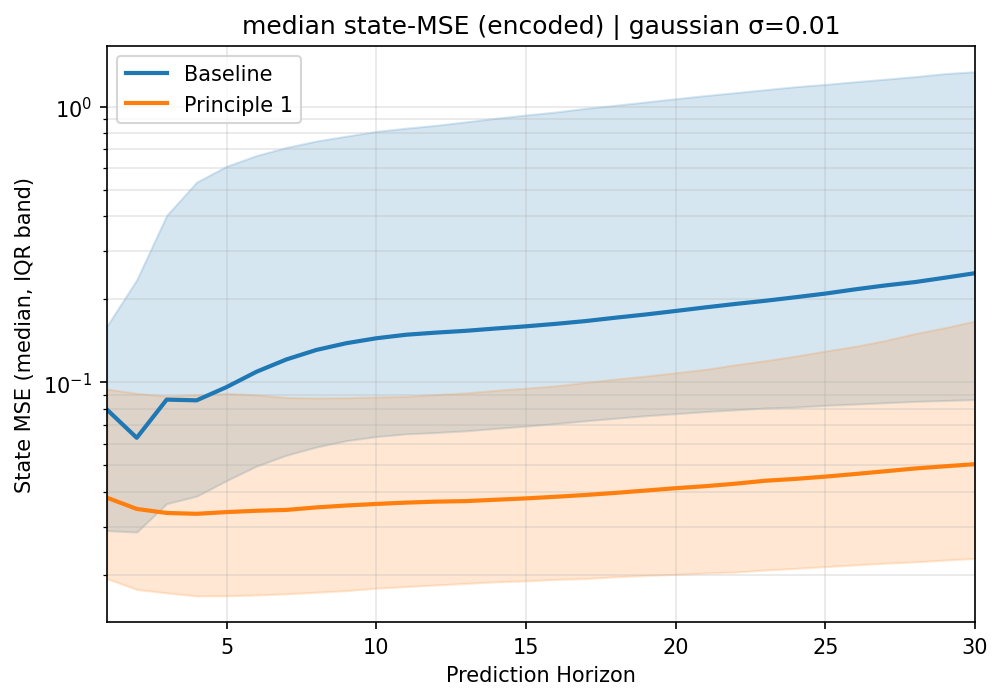 median state-MSE (encoded) | gaussian σ=0.01
Baseline
Principle 1
State MSE (median, IQR band)
10⁰
10⁻¹
5 10 15 20 25 30
Prediction Horizon